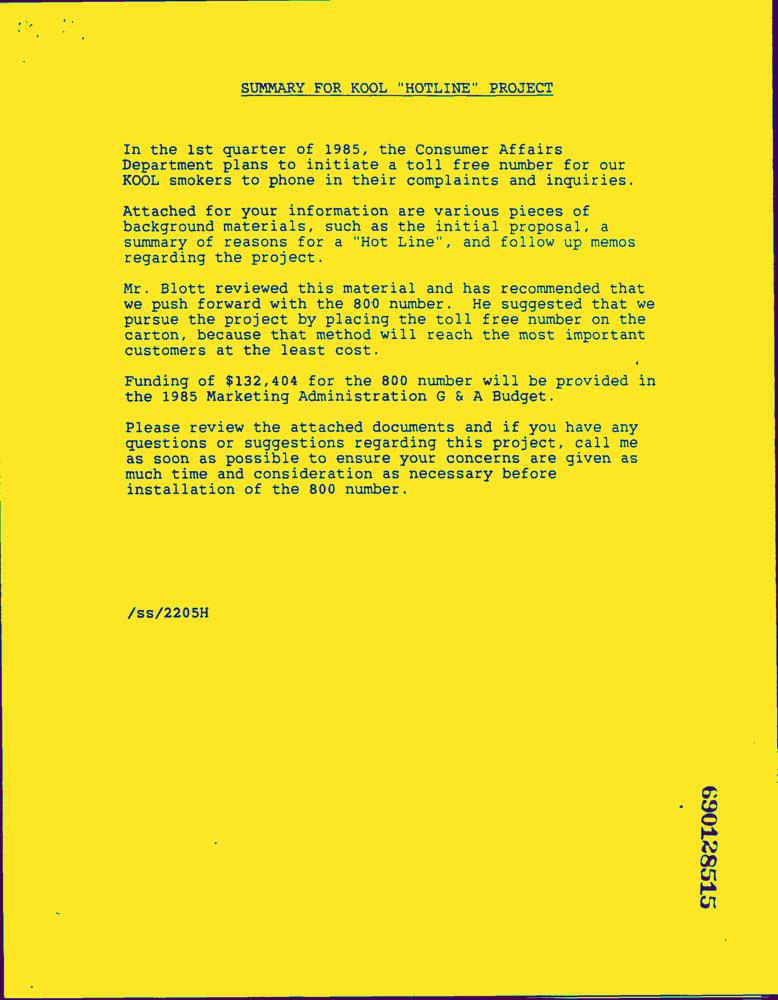 SUMMARY FOR KOOL "HOTLINE" PROJECT
In the 1st quarter of 1985, the Consumer Affairs
Department plans to initiate a toll free number for our
KOOL smokers to phone in their complaints and inquiries.
Attached for your information are various pieces of
background materials, such as the initial proposal, a
summary of reasons for a "Hot Line", and follow up memos
regarding the project.
Mr. Blott reviewed this material and has recommended that
we push forward with the 800 number. He suggested that we
pursue the project by placing the toll free number on the
carton, because that method will reach the most important
customers at the least cost.
Funding of $132,404 for the 800 number will be provided in
the 1985 Marketing Administration G & A Budget.
Please review the attached documents and if you have any
questions or suggestions regarding this project, call me
as soon as possible to ensure your concerns are given as
much time and consideration as necessary before
installation of the 800 number.
/ss/2205H
690128515